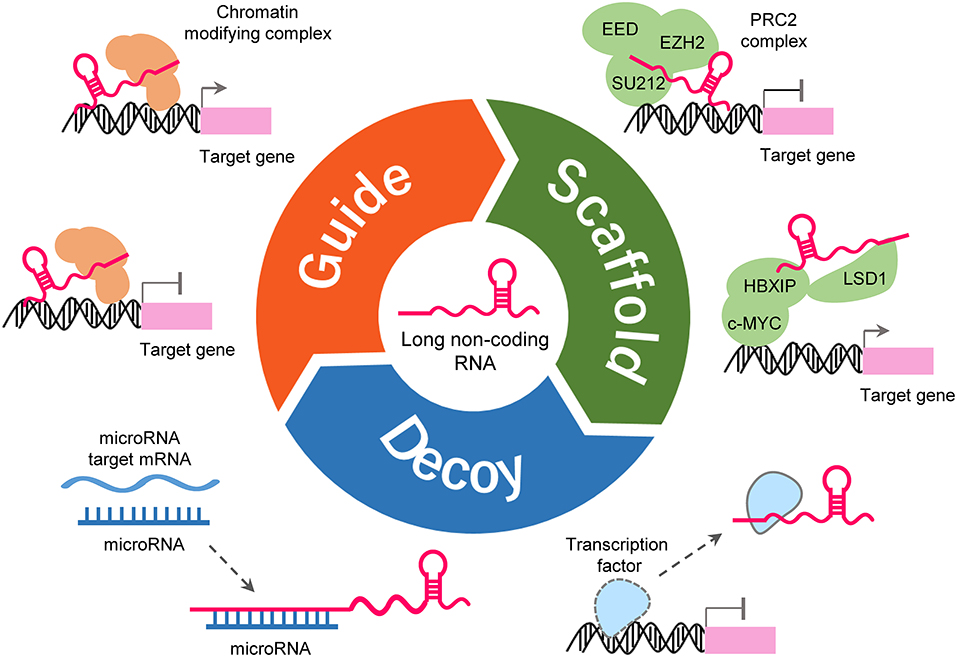 Chromatin
modifying complex
Target gene
Target gene
EED
EZH2
SU212
PRC2
complex
Target gene
HBXIP
LSD1
c-MYC
Target gene
Guide
Scaffold
Decoy
Long non-coding
RNA
microRNA
target mRNA
microRNA
microRNA
Transcription
factor